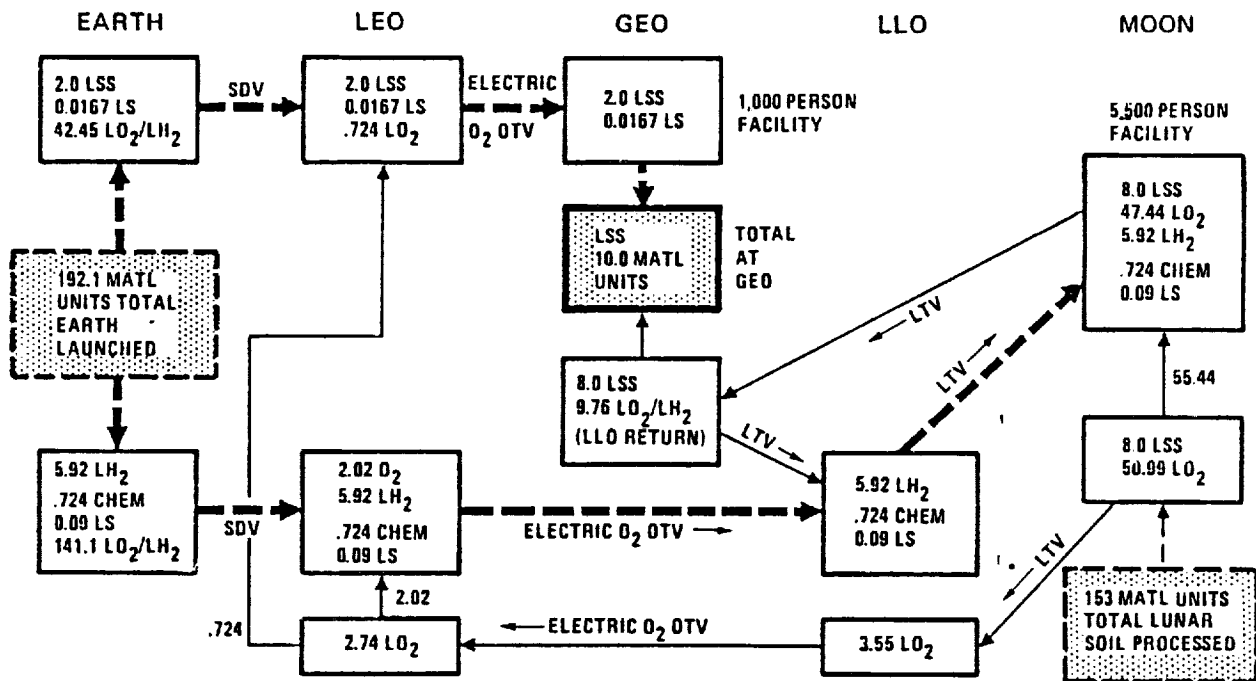 EARTH
LEO
GEO
LLO
MOON
2.0 LSS
0.0167 LS
42.45 LO2/LH2
SDV
2.0 LSS
0.0167 LS
.724 LO2
ELECTRIC
O2 OTV
2.0 LSS
0.0167 LS
1,000 PERSON
FACILITY
5,500 PERSON
FACILITY
8.0 LSS
47.44 LO2
5.92 LH2
.724 CHEM
0.09 LS
192.1 MATL
UNITS TOTAL
EARTH
LAUNCHED
LSS
10.0 MATL
UNITS
TOTAL
AT
GEO
LTV
LTV
55.44
8.0 LSS
9.76 LO2/LH2
(LLO RETURN)
LTV
8.0 LSS
50.99 LO2
5.92 LH2
.724 CHEM
0.09 LS
141.1 LO2/LH2
SDV
2.02 O2
5.92 LH2
.724 CHEM
0.09 LS
ELECTRIC O2 OTV
5.92 LH2
.724 CHEM
0.09 LS
LTV
153 MATL UNITS
TOTAL LUNAR
SOIL PROCESSED
2.02
.724
2.74 LO2
ELECTRIC O2 OTV
3.55 LO2